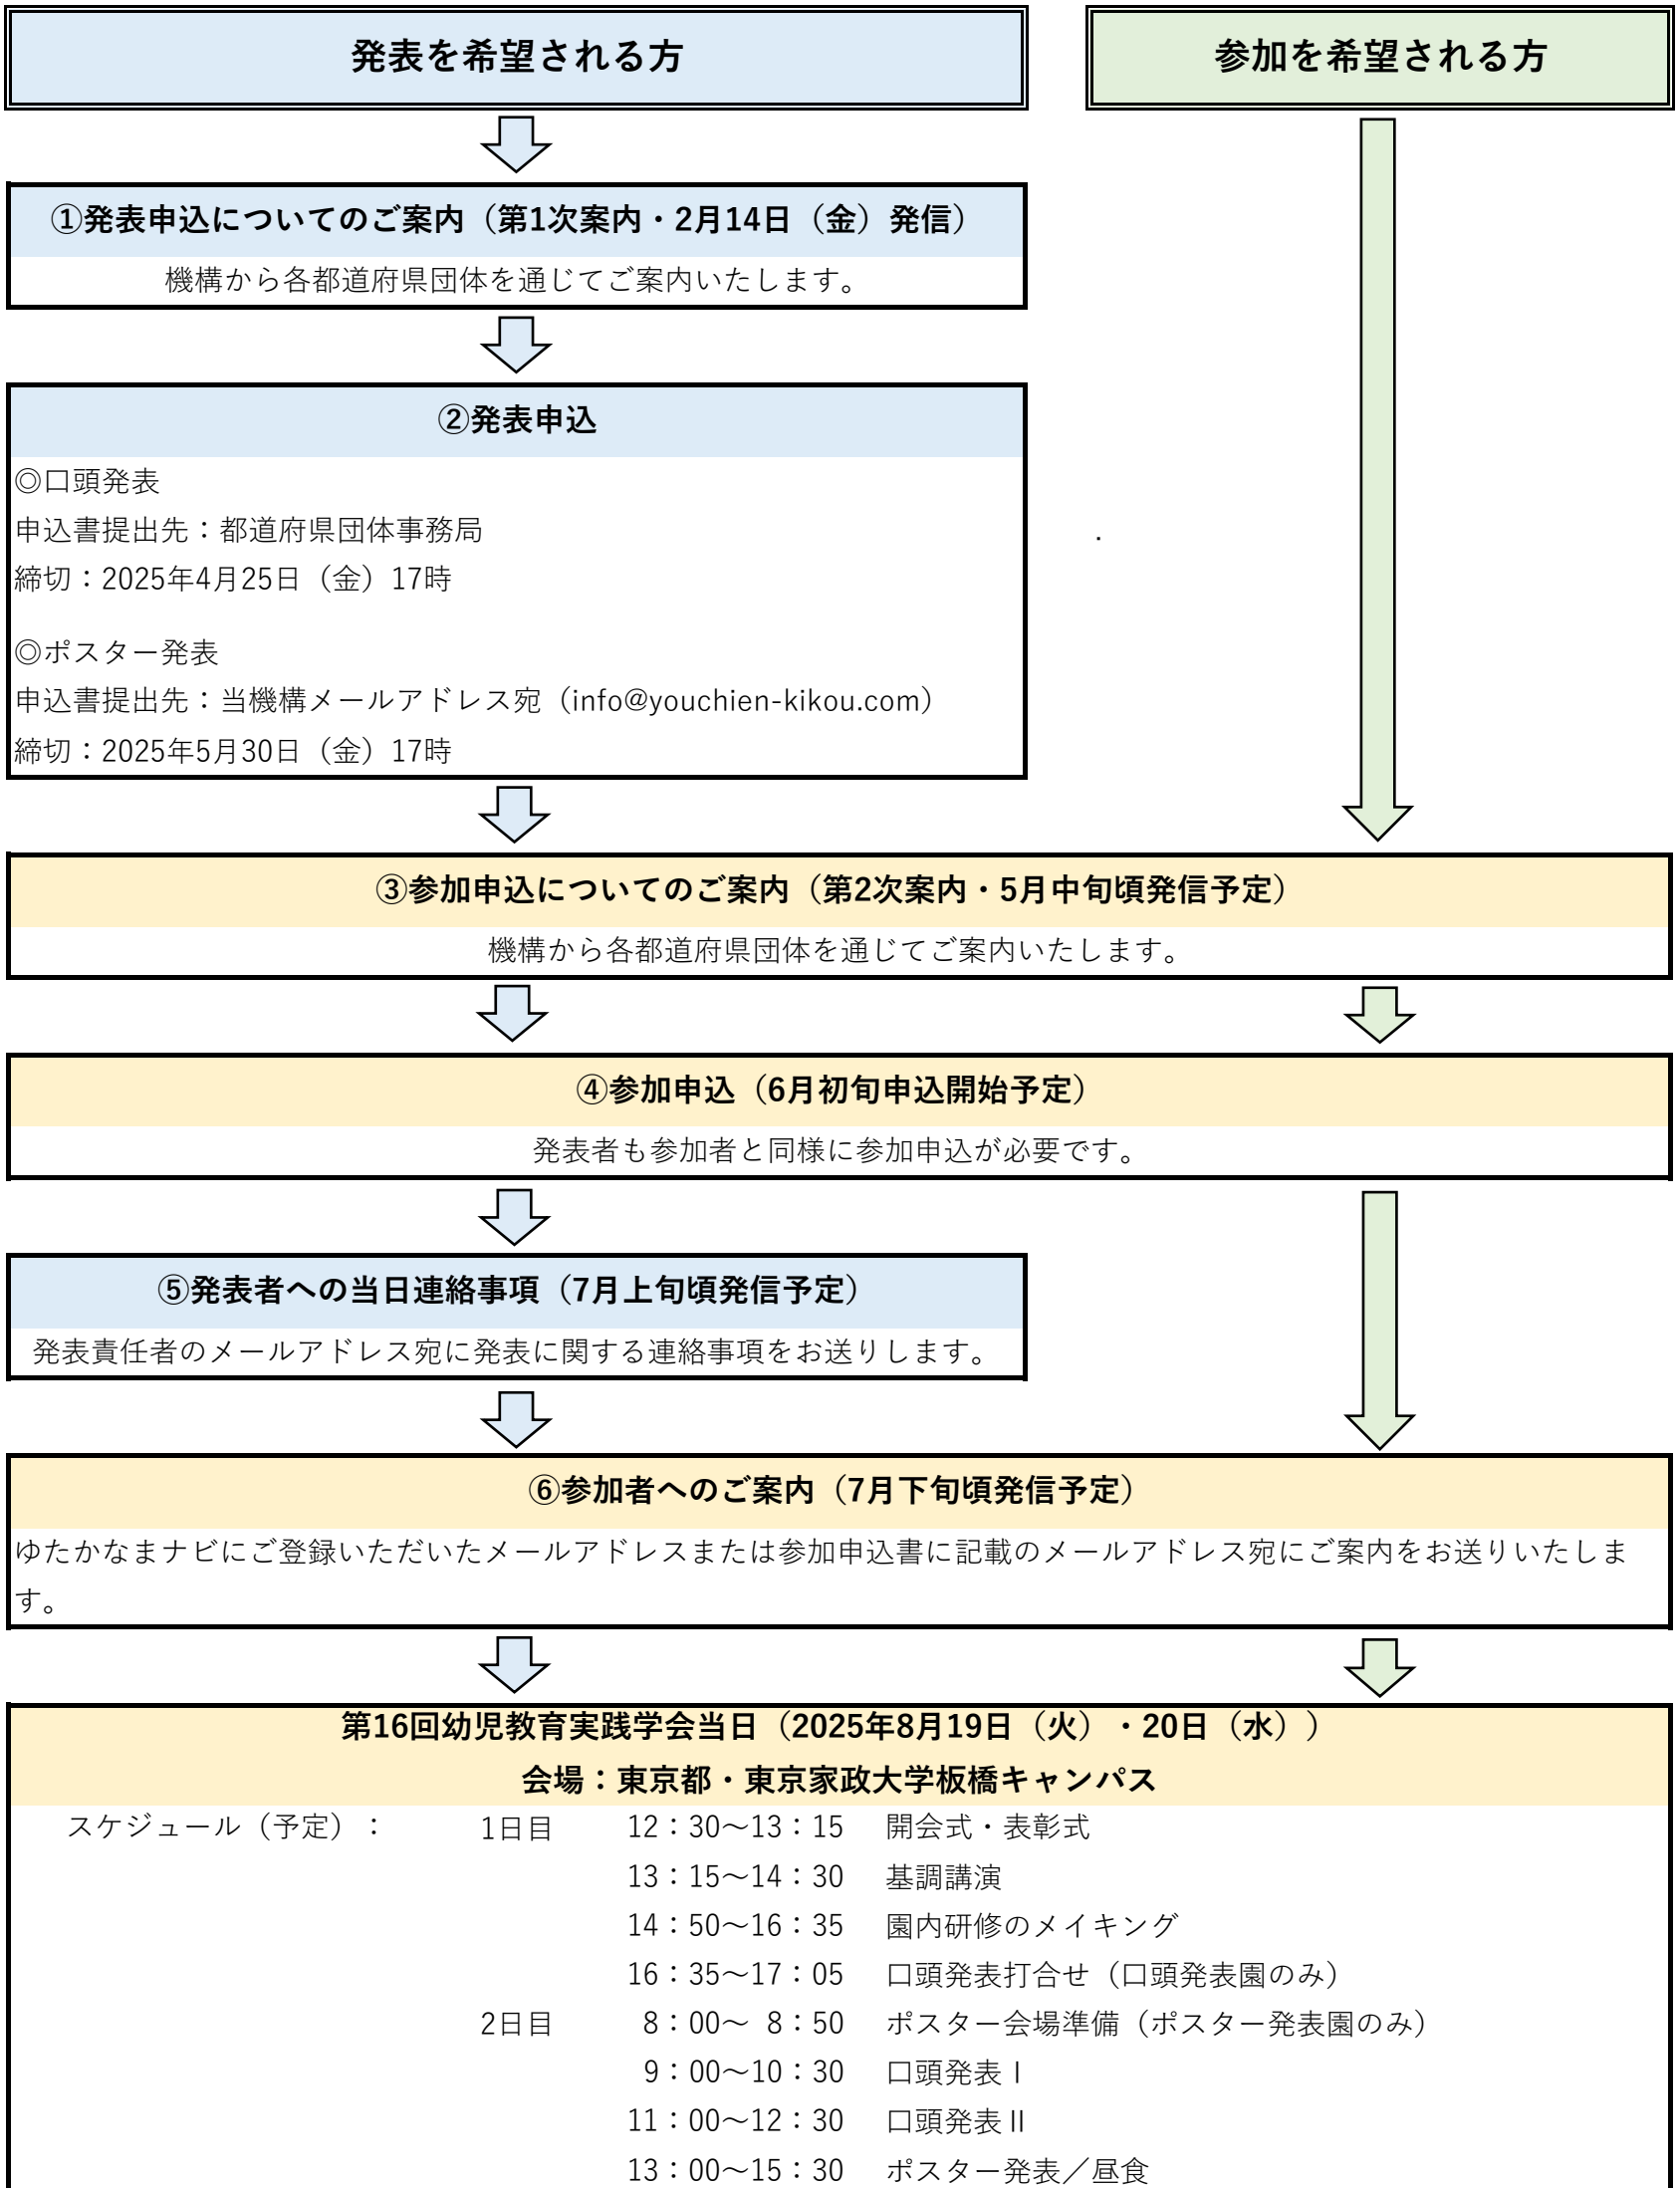 発表を希望される方
参加を希望される方
①発表申込についてのご案内（第1次案内・2月14日（金）発信）
機構から各都道府県団体を通じてご案内いたします。
②発表申込
◎口頭発表
申込書提出先：都道府県団体事務局
締切：2025年4月25日（金）17時
◎ポスター発表
申込書提出先：当機構メールアドレス宛（info@youchien-kikou.com）
締切：2025年5月30日（金）17時
③参加申込についてのご案内（第2次案内・5月中旬頃発信予定）
機構から各都道府県団体を通じてご案内いたします。
④参加申込（6月初旬申込開始予定）
発表者も参加者と同様に参加申込が必要です。
⑤発表者への当日連絡事項（7月上旬頃発信予定）
発表責任者のメールアドレス宛に発表に関する連絡事項をお送りします。
⑥参加者へのご案内（7月下旬頃発信予定）
ゆたかなまナビにご登録いただいたメールアドレスまたは参加申込書に記載のメールアドレス宛にご案内をお送りいたしま
す。
第16回幼児教育実践学会当日（2025年8月19日（火）・20日（水））
会場：東京都・東京家政大学板橋キャンパス
スケジュール（予定）： 1日目 12：30～13：15 開会式・表彰式
13：15～14：30 基調講演
14：50～16：35 園内研修のメイキング
16：35～17：05 口頭発表打合せ（口頭発表園のみ）
2日目 8：00～ 8：50 ポスター会場準備（ポスター発表園のみ）
9：00～10：30 口頭発表Ⅰ
11：00～12：30 口頭発表Ⅱ
13：00～15：30 ポスター発表／昼食